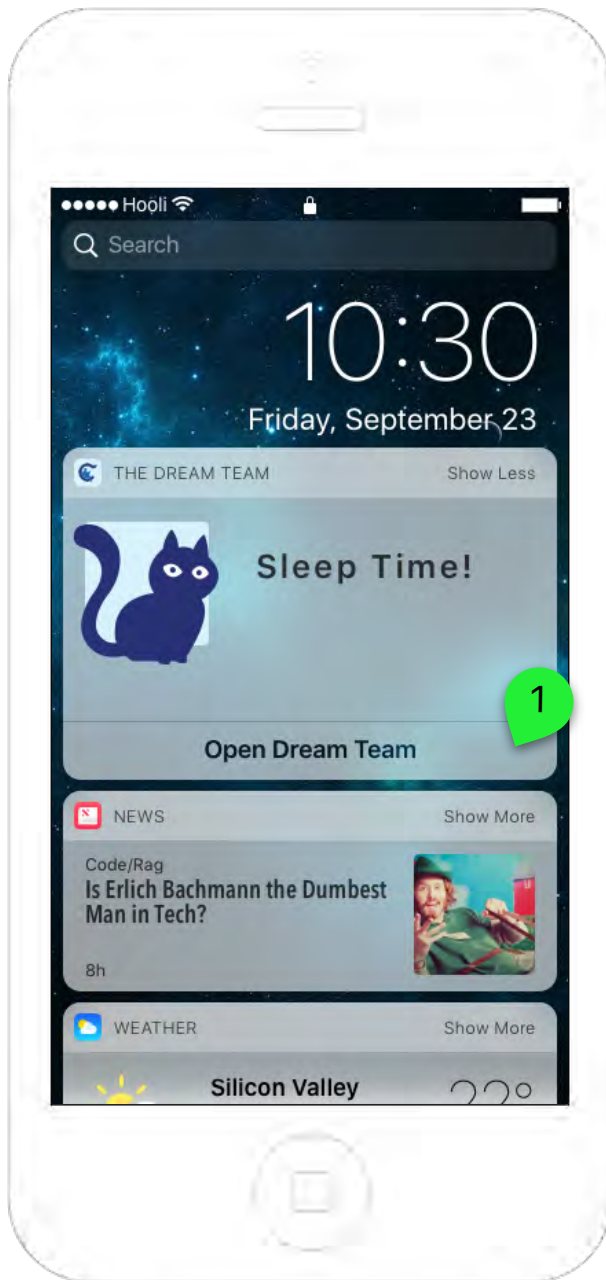 Hooli
Search
10:30
Friday, September 23
THE DREAM TEAM Show Less
Sleep Time!
1
Open Dream Team
NEWS Show More
Code/Rag
Is Erlich Bachmann the Dumbest
Man in Tech?
8h
WEATHER Show More
Silicon Valley